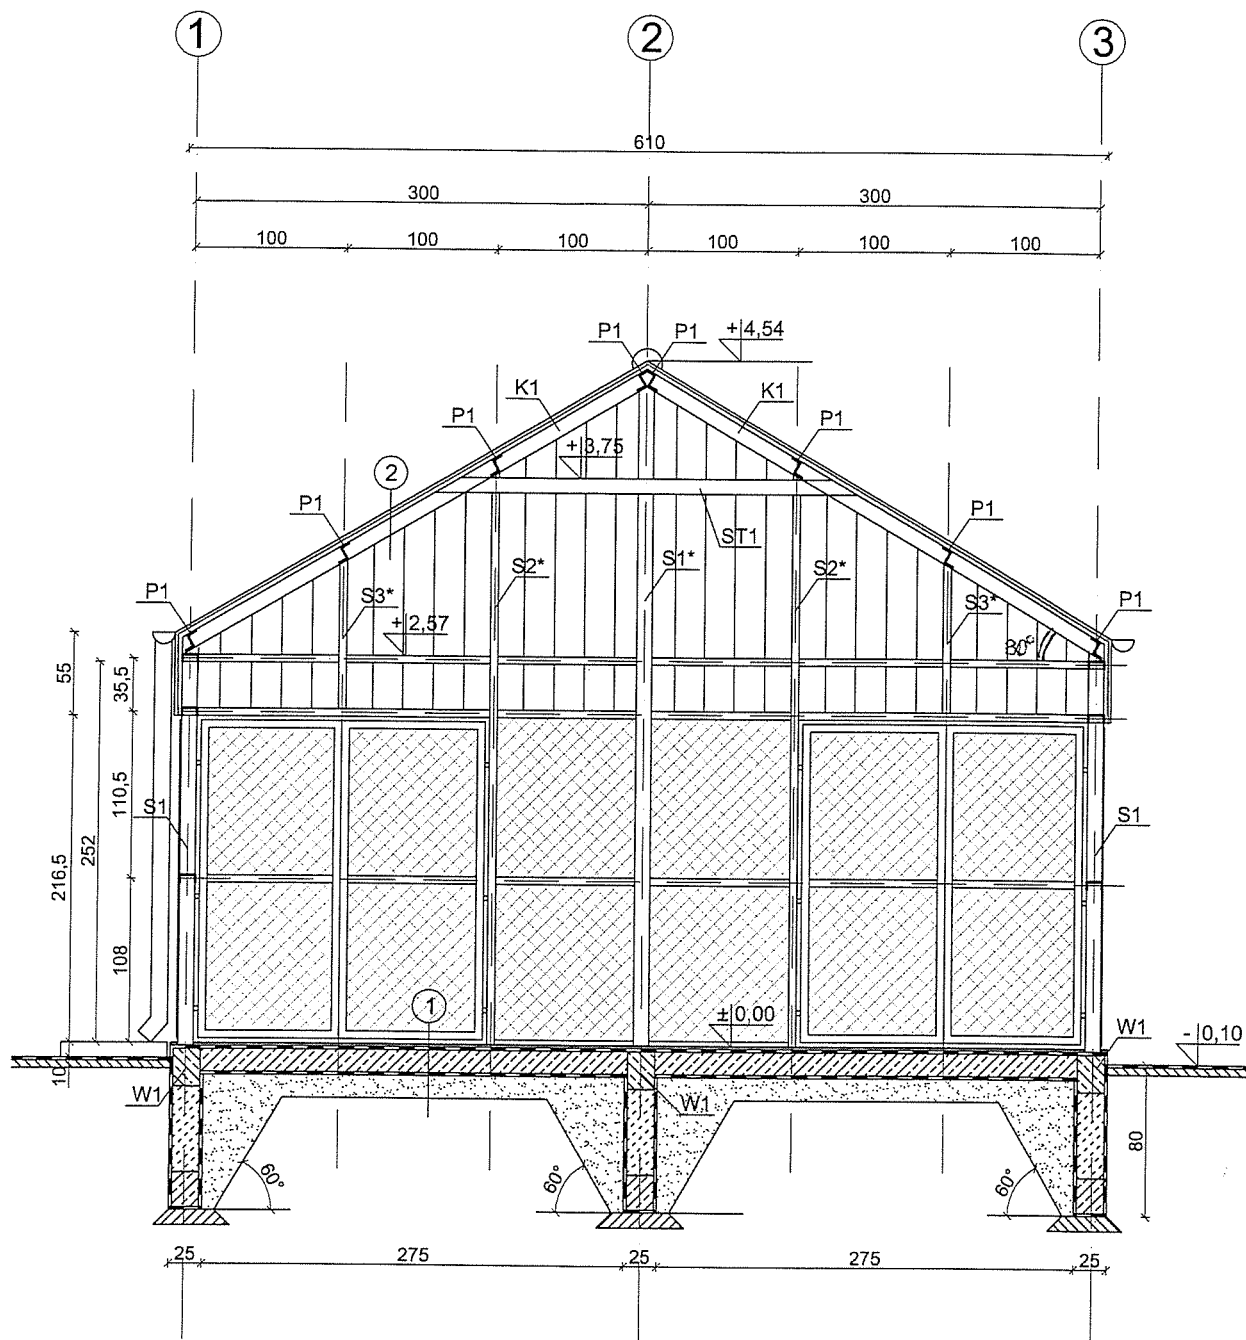 1 2 3
610
300 300
100 100 100 100 100 100
P1 P1 +4,54
K1 K1
P1 +3,75 P1
2
P1 ST1 P1
S2* S1* S2*
P1 S3* S3* P1
+2,57 30°
55 35,5
110,5
S1 S1
252
216,5
108
1 ±0,00
W1 -0,10
10
W1 W1
80
60° 60° 60°
25 275 25 275 25